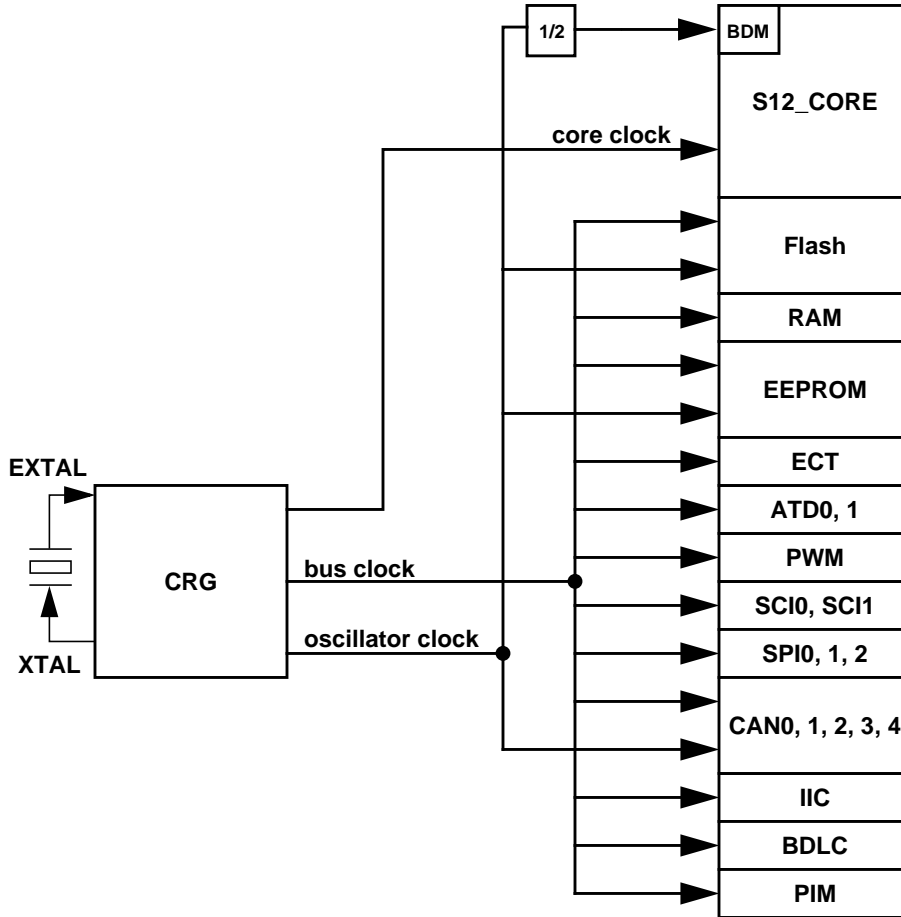 1/2
BDM
S12_CORE
core clock
Flash
RAM
EEPROM
EXTAL
ECT
ATD0, 1
CRG
bus clock
PWM
SCI0, SCI1
oscillator clock
XTAL
SPI0, 1, 2
CAN0, 1, 2, 3, 4
IIC
BDLC
PIM